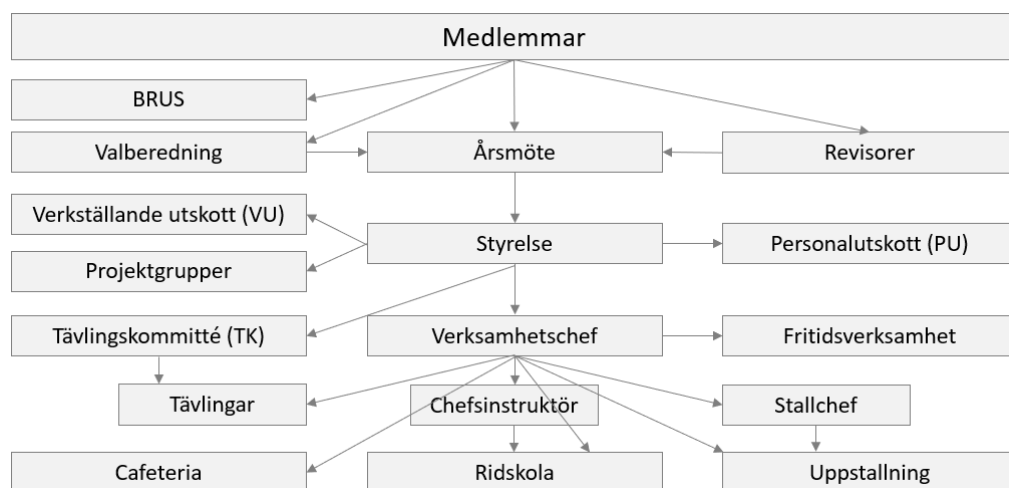 Medlemmar
BRUS
Valberedning
Årsmöte
Revisorer
Verkställande utskott (VU)
Styrelse
Personalutskott (PU)
Projektgrupper
Tävlingskommitté (TK)
Verksamhetschef
Fritidsverksamhet
Tävlingar
Chefsinstruktör
Stallchef
Cafeteria
Ridskola
Uppstallning